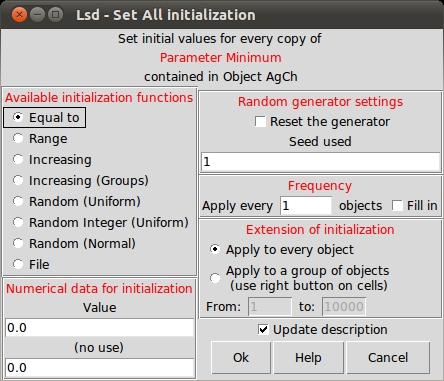 Lsd - Set All initialization
Set initial values for every copy of
Parameter Minimum
contained in Object AgCh
Available initialization functions
Equal to
Range
Increasing
Increasing (Groups)
Random (Uniform)
Random Integer (Uniform)
Random (Normal)
File
Numerical data for initialization
Value
0.0
(no use)
0.0
Random generator settings
Reset the generator
Seed used
1
Frequency
Apply every 1 objects Fill in
Extension of initialization
Apply to every object
Apply to a group of objects
(use right button on cells)
From: 1 to: 10000
Update description
Ok Help Cancel